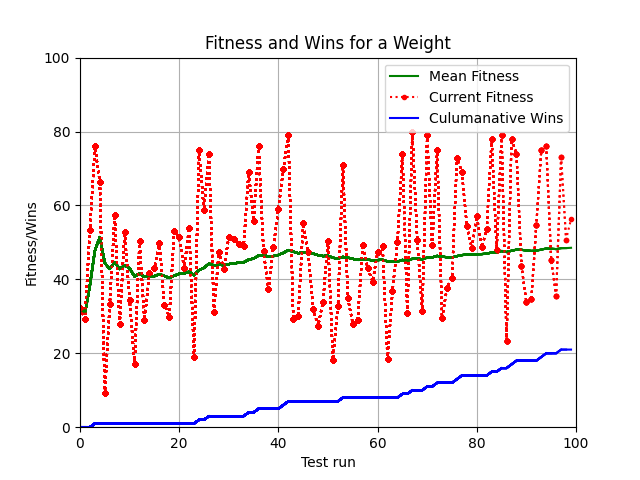 Fitness and Wins for a Weight
Mean Fitness
Current Fitness
Culumanative Wins
Fitness/Wins
100
80
60
40
20
0
0 20 40 60 80 100
Test run